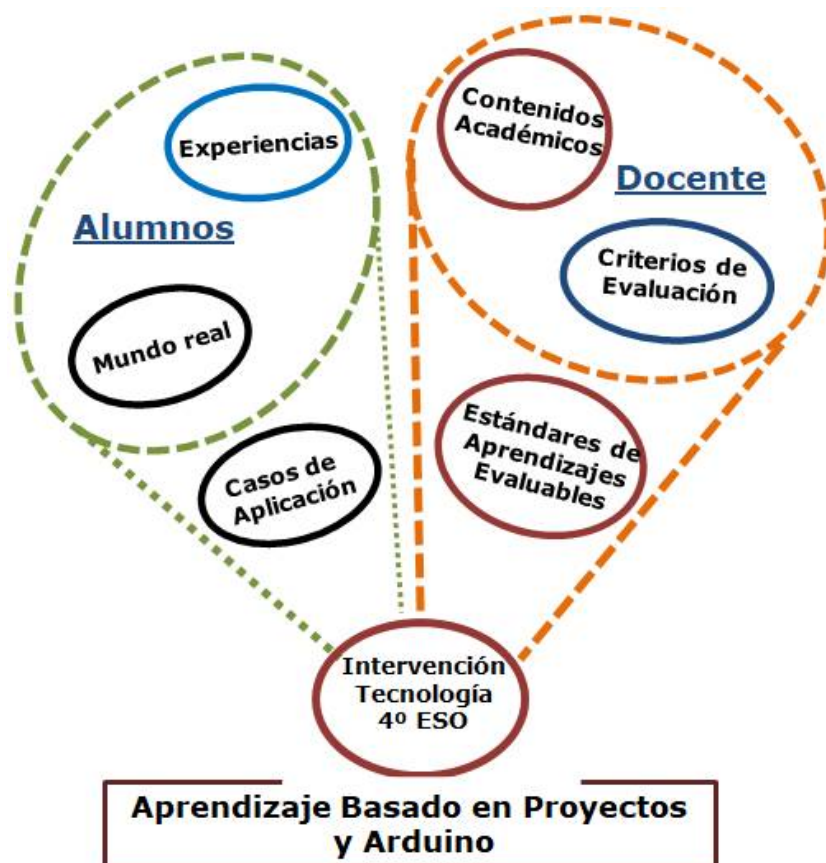 Experiencias
Alumnos
Mundo real
Casos de
Aplicación
Contenidos
Académicos
Docente
Criterios de
Evaluación
Estándares de
Aprendizajes
Evaluables
Intervención
Tecnología
4º ESO
Aprendizaje Basado en Proyectos
y Arduino